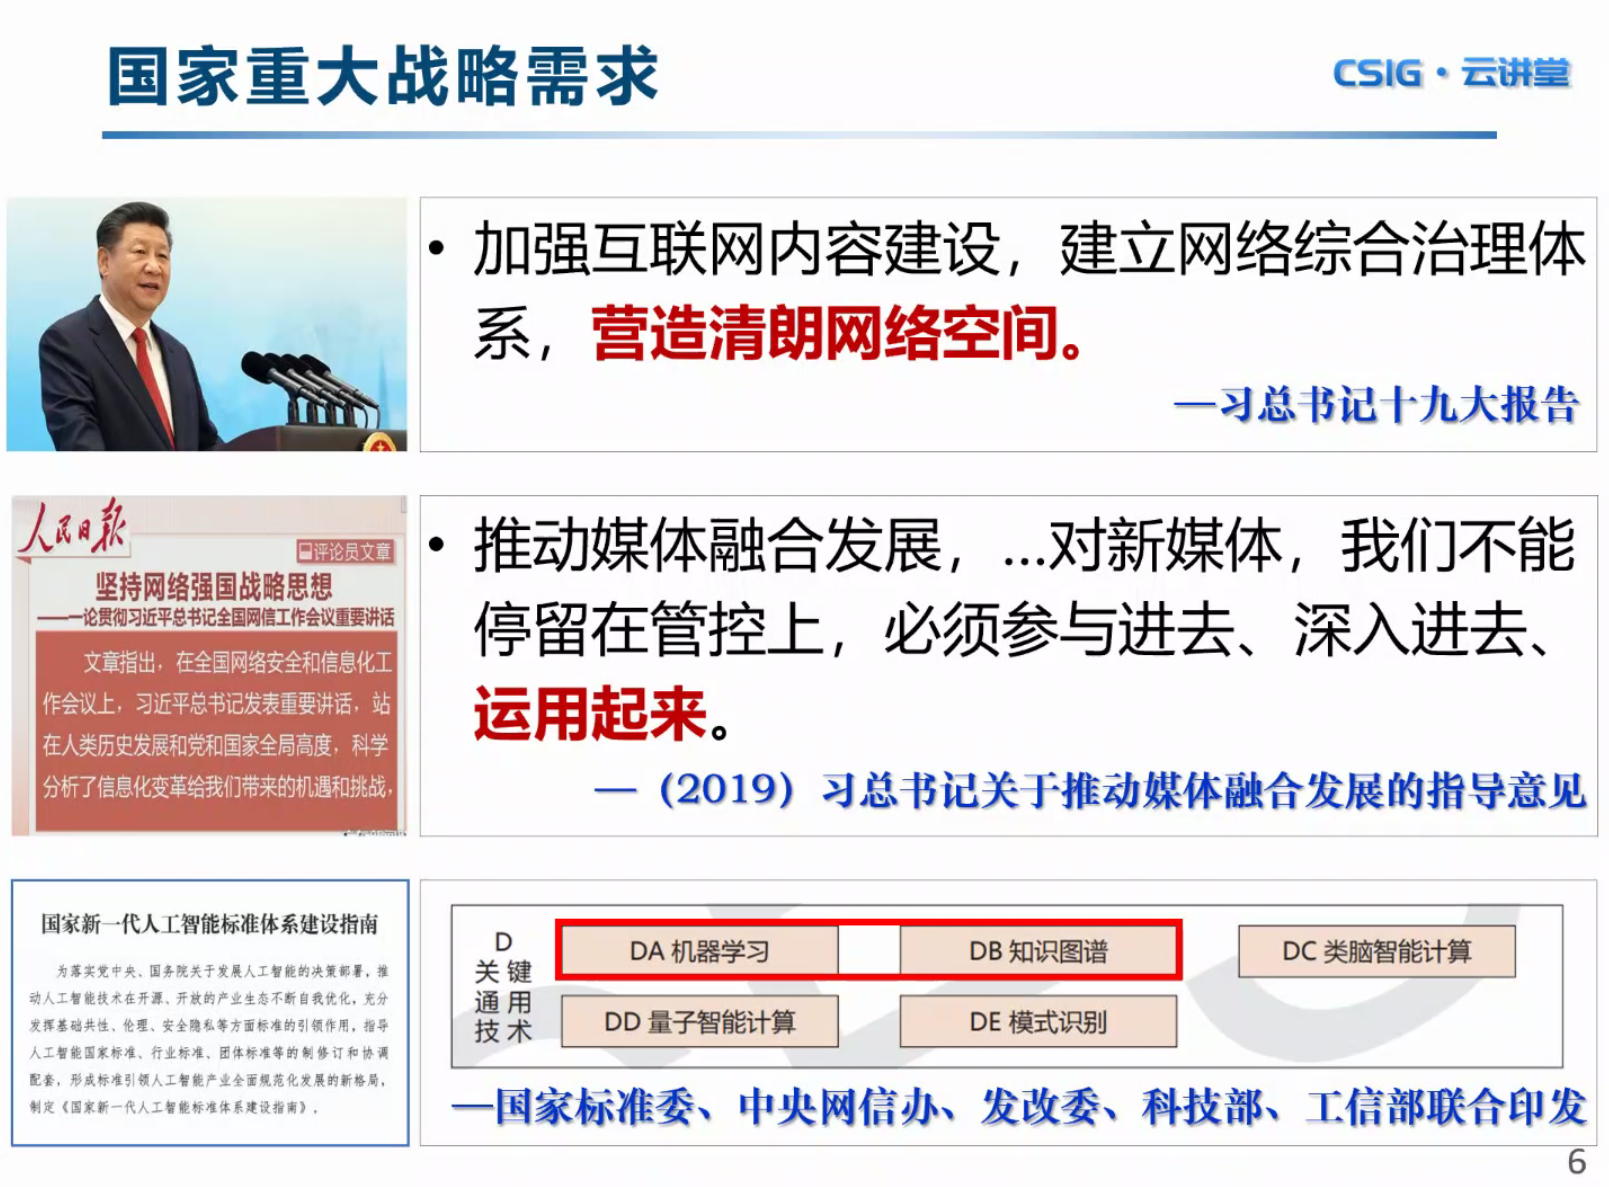 国家重大战略需求
CSIG·云讲堂
• 加强互联网内容建设，建立网络综合治理体
系，营造清朗网络空间。
—习总书记十九大报告
人民日报
评论员文章
坚持网络强国战略思想
——一论贯彻习近平总书记全国网信工作会议重要讲话
文章指出，在全国网络安全和信息化工
作会议上，习近平总书记发表重要讲话，站
在人类历史发展和党和国家全局高度，科学
分析了信息化变革给我们带来的机遇和挑战，
• 推动媒体融合发展，…对新媒体，我们不能
停留在管控上，必须参与进去、深入进去、
运用起来。
—（2019）习总书记关于推动媒体融合发展的指导意见
国家新一代人工智能标准体系建设指南
为落实党中央、国务院关于发展人工智能的决策部署，推
动人工智能技术在开源、开放的产业生态不断自我优化，充分
发挥基础共性、伦理、安全隐私等方面标准的引领作用，指导
人工智能国家标准、行业标准、团体标准等的制修订和协调
配套，形成标准引领人工智能产业全面规范化发展的新格局，
制定《国家新一代人工智能标准体系建设指南》。
D
关键
通用
技术
DA 机器学习
DB 知识图谱
DC 类脑智能计算
DD 量子智能计算
DE 模式识别
—国家标准委、中央网信办、发改委、科技部、工信部联合印发
6